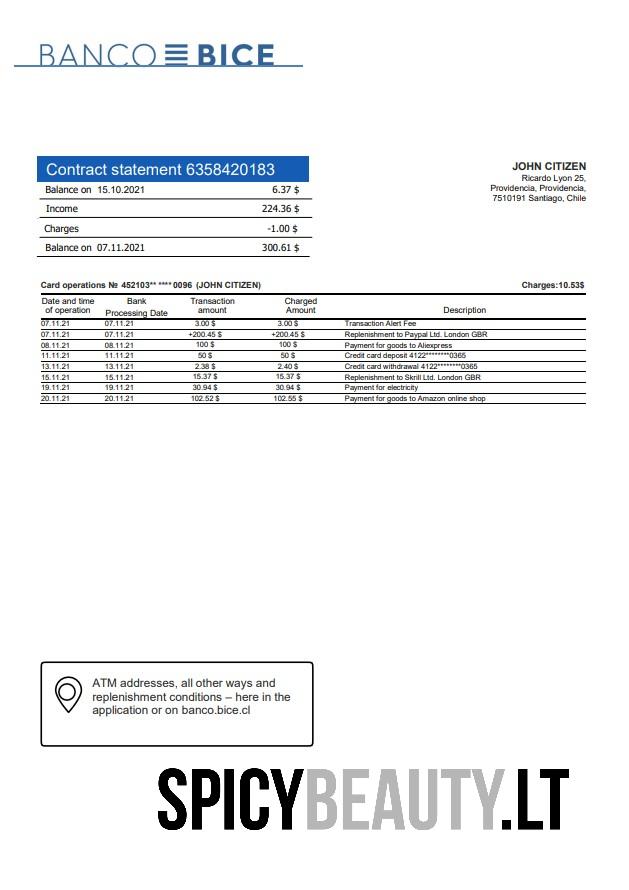 BANCO BICE
Contract statement 6358420183
Balance on 15.10.2021 6.37 $
Income 224.36 $
Charges -1.00 $
Balance on 07.11.2021 300.61 $
JOHN CITIZEN
Ricardo Lyon 25,
Providencia, Providencia,
7510191 Santiago, Chile
Card operations № 452103** ****0096 (JOHN CITIZEN) Charges:10.53$
Date and time of operation Bank Processing Date Transaction amount Charged Amount Description
07.11.21 07.11.21 3.00 $ 3.00 $ Transaction Alert Fee
07.11.21 07.11.21 +200.45 $ +200.45 $ Replenishment to Paypal Ltd. London GBR
08.11.21 08.11.21 100 $ 100 $ Payment for goods to Aliexpress
11.11.21 11.11.21 50 $ 50 $ Credit card deposit 4122********0365
13.11.21 13.11.21 2.38 $ 2.40 $ Credit card withdrawal 4122********0365
15.11.21 15.11.21 15.37 $ 15.37 $ Replenishment to Skrill Ltd. London GBR
19.11.21 19.11.21 30.94 $ 30.94 $ Payment for electricity
20.11.21 20.11.21 102.52 $ 102.55 $ Payment for goods to Amazon online shop
ATM addresses, all other ways and
replenishment conditions – here in the
application or on banco.bice.cl
SPICYBEAUTY.LT